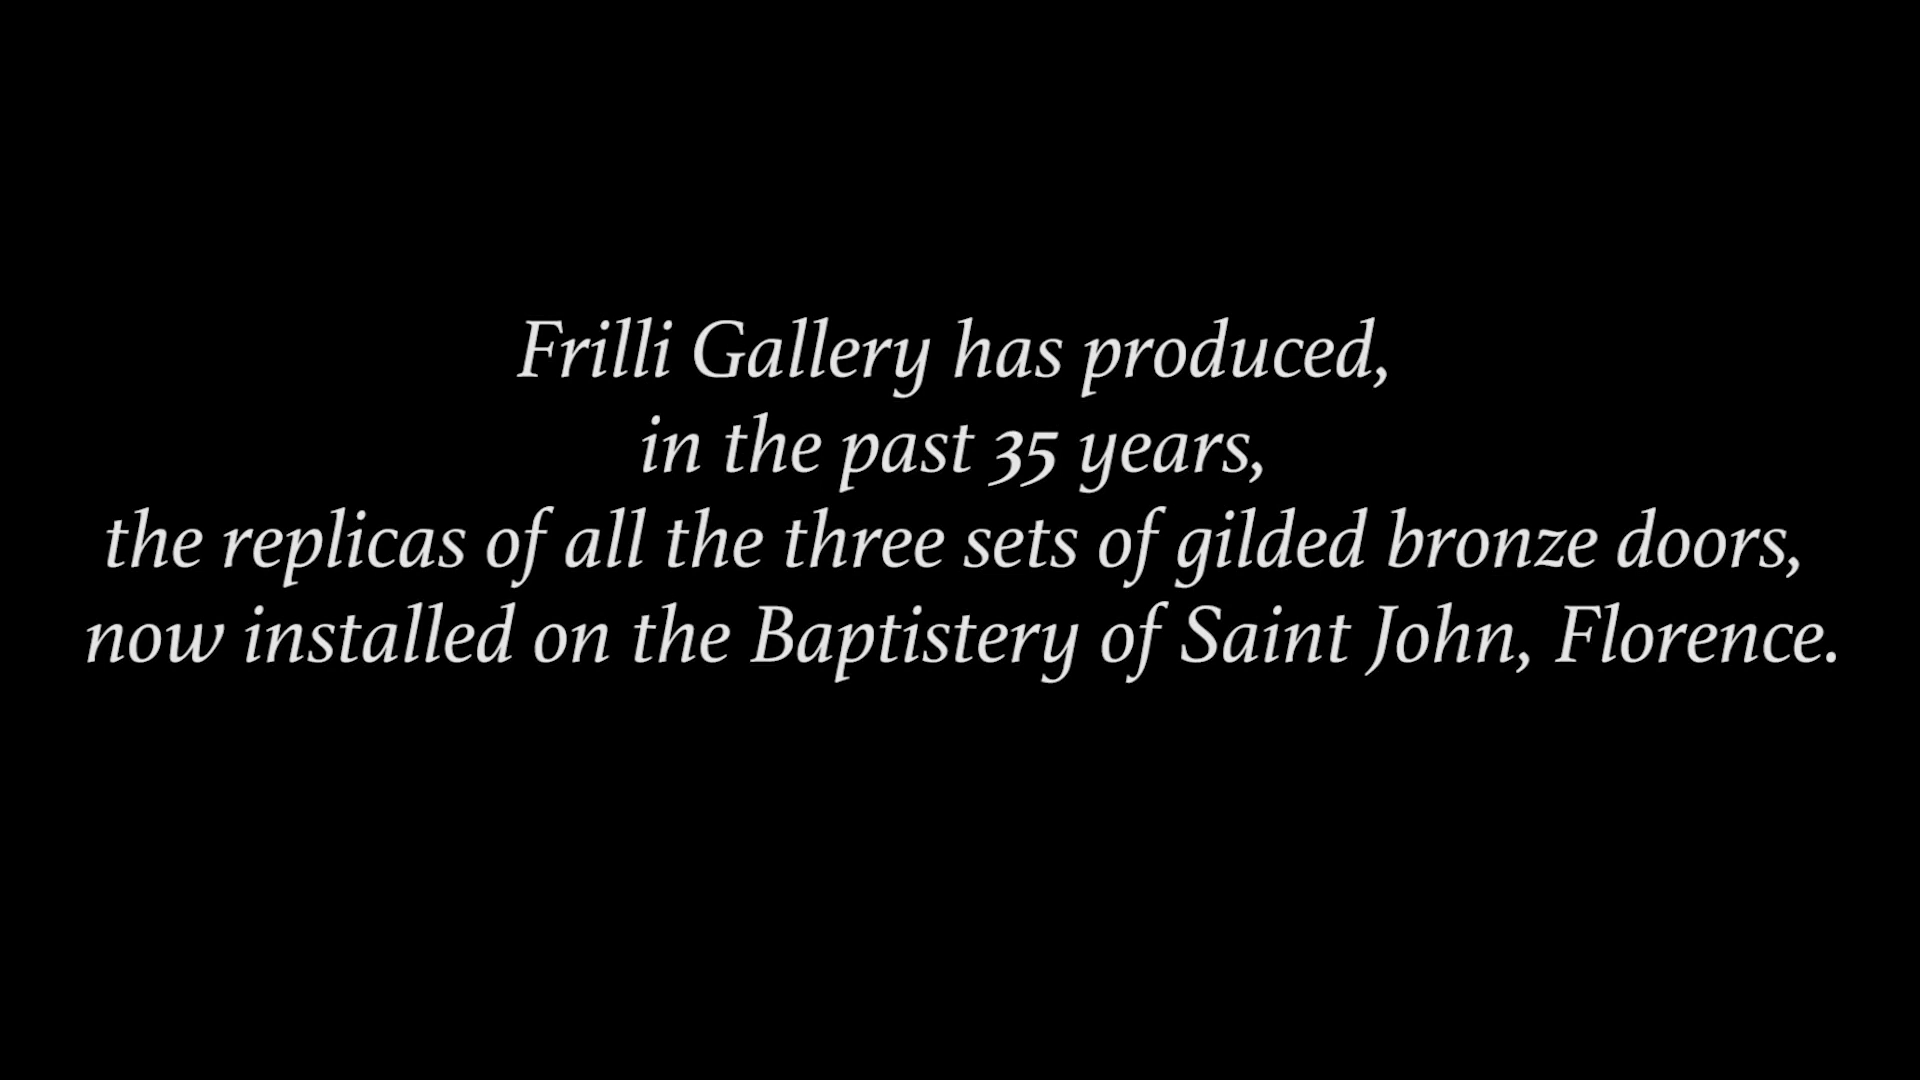 Frilli Gallery has produced,
in the past 35 years,
the replicas of all the three sets of gilded bronze doors,
now installed on the Baptistery of Saint John, Florence.